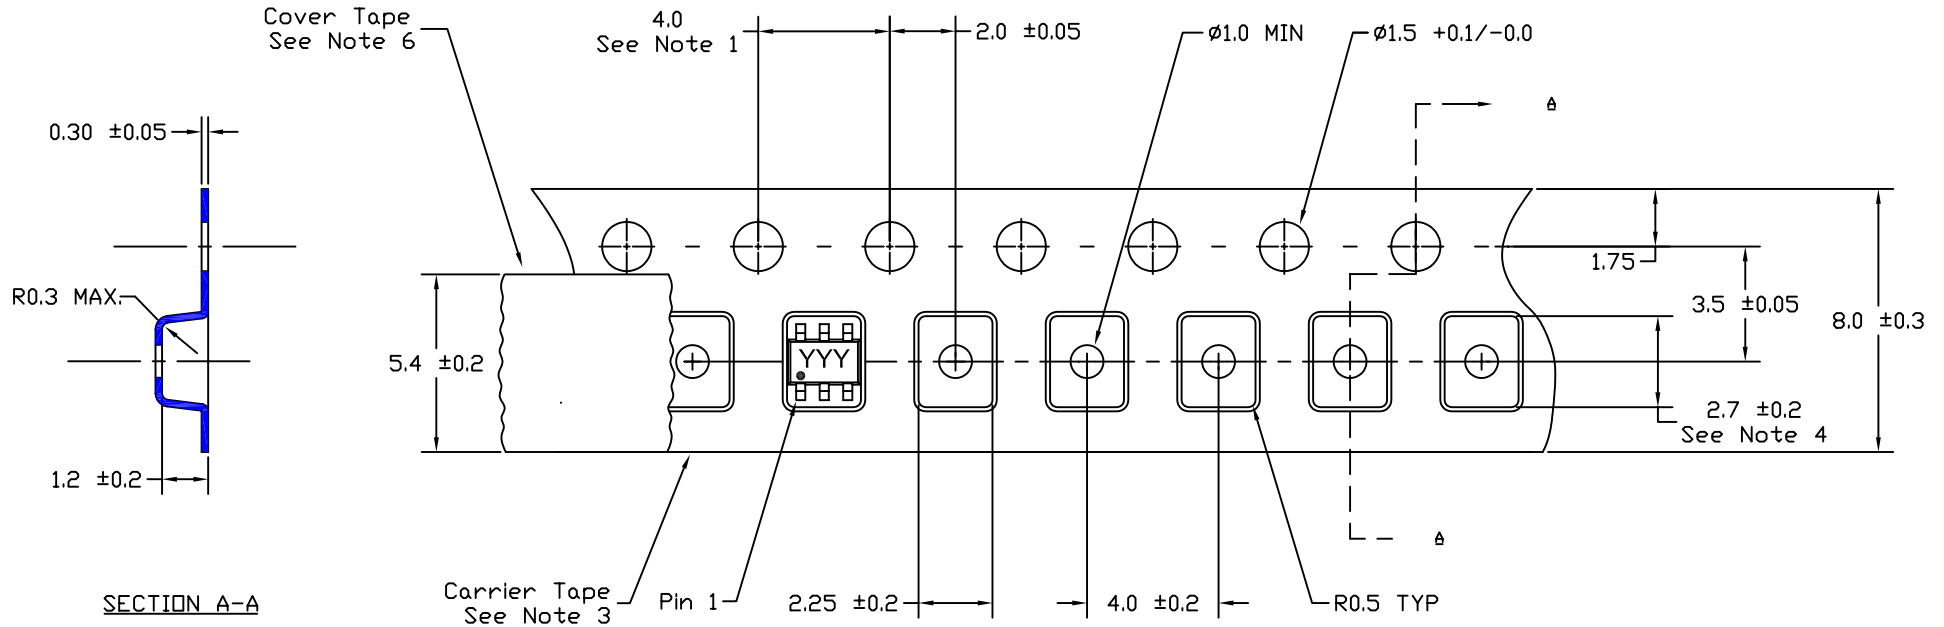 Cover Tape
See Note 6
4.0
See Note 1
2.0 ±0.05
ø1.0 MIN
ø1.5 +0.1/-0.0
A
0.30 ±0.05
1.75
R0.3 MAX.
3.5 ±0.05
8.0 ±0.3
5.4 ±0.2
YYY
2.7 ±0.2
See Note 4
1.2 ±0.2
A
Carrier Tape
See Note 3
Pin 1
2.25 ±0.2
4.0 ±0.2
R0.5 TYP
SECTION A-A